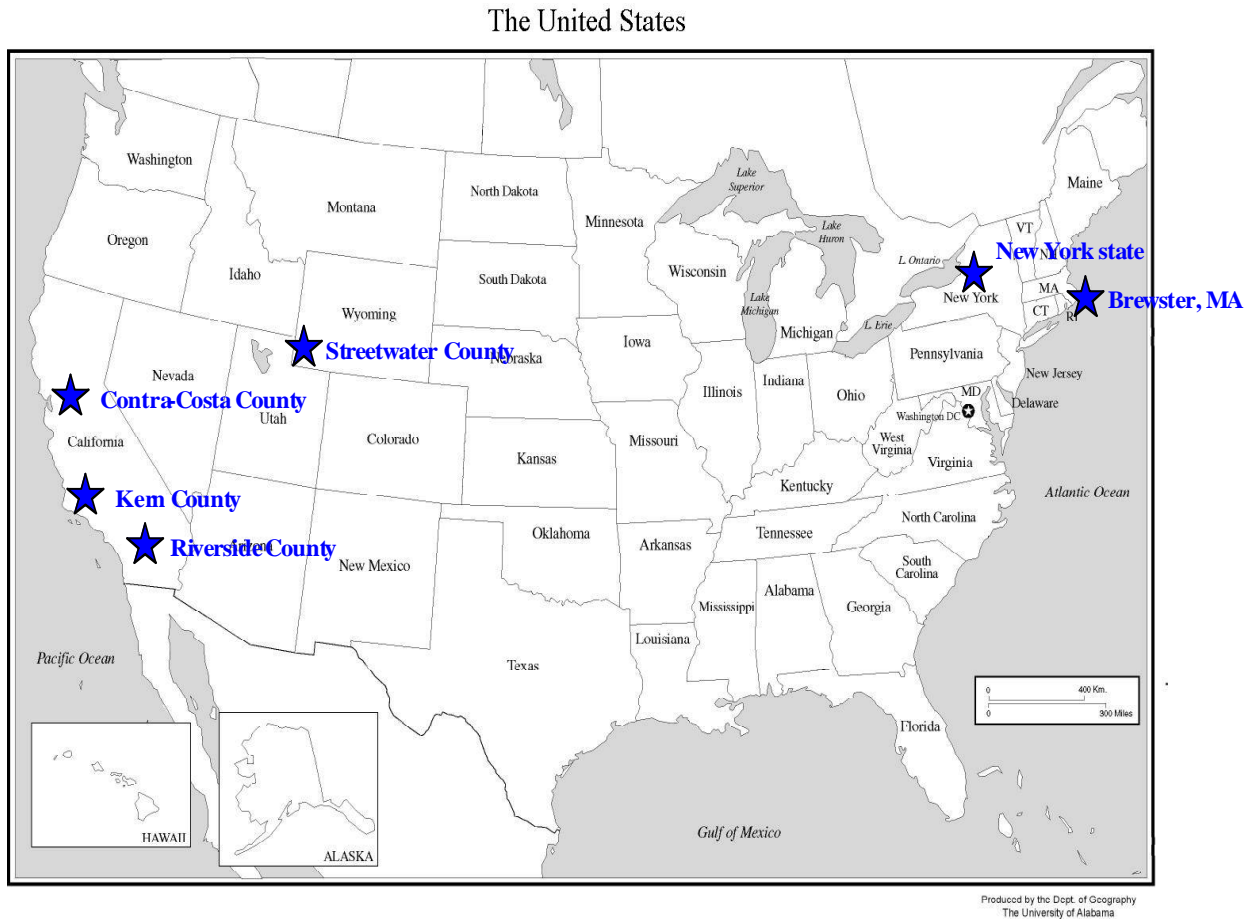 The United States
Washington
Oregon
Idaho
Montana
North Dakota
South Dakota
Minnesota
Wisconsin
Lake
Superior
Lake
Huron
Lake
Michigan
L. Ontario
L. Erie
Maine
VT
New York state
New York
MA
Brewster, MA
CT
RI
Wyoming
Streetwater County
Nebraska
Iowa
Michigan
Pennsylvania
New Jersey
Nevada
Utah
Contra-Costa County
California
Colorado
Kansas
Missouri
Illinois
Indiana
Ohio
MD
Delaware
Washington DC
West
Virginia
Virginia
Kentucky
Kern County
Riverside County
Arizona
New Mexico
Oklahoma
Arkansas
Tennessee
North Carolina
South
Carolina
Atlantic Ocean
Mississippi
Alabama
Georgia
Louisiana
Texas
Florida
Pacific Ocean
Gulf of Mexico
0 400 Km.
0 300 Miles
HAWAII
ALASKA
Produced by the Dept. of Geography
The University of Alabama